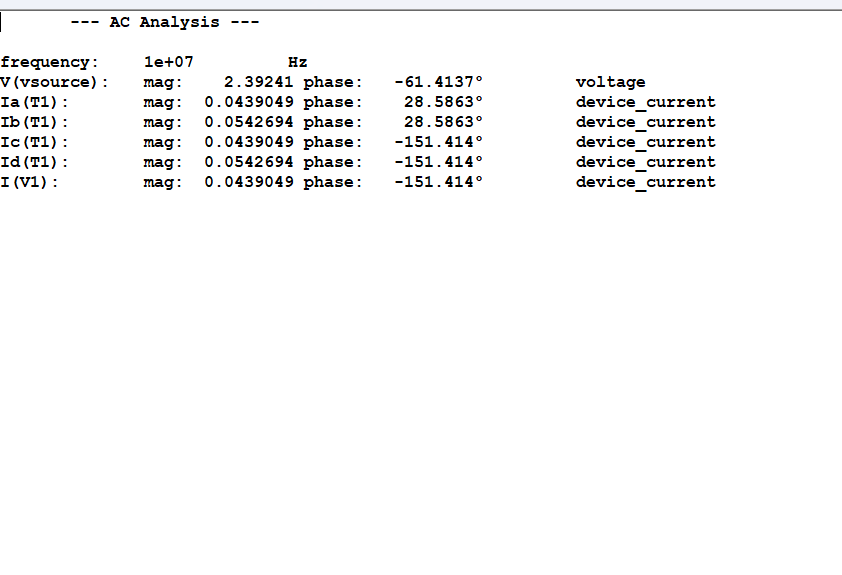 --- AC Analysis ---
frequency: 1e+07 Hz
V(vsource): mag: 2.39241 phase: -61.4137° voltage
Ia(T1): mag: 0.0439049 phase: 28.5863° device_current
Ib(T1): mag: 0.0542694 phase: 28.5863° device_current
Ic(T1): mag: 0.0439049 phase: -151.414° device_current
Id(T1): mag: 0.0542694 phase: -151.414° device_current
I(V1): mag: 0.0439049 phase: -151.414° device_current